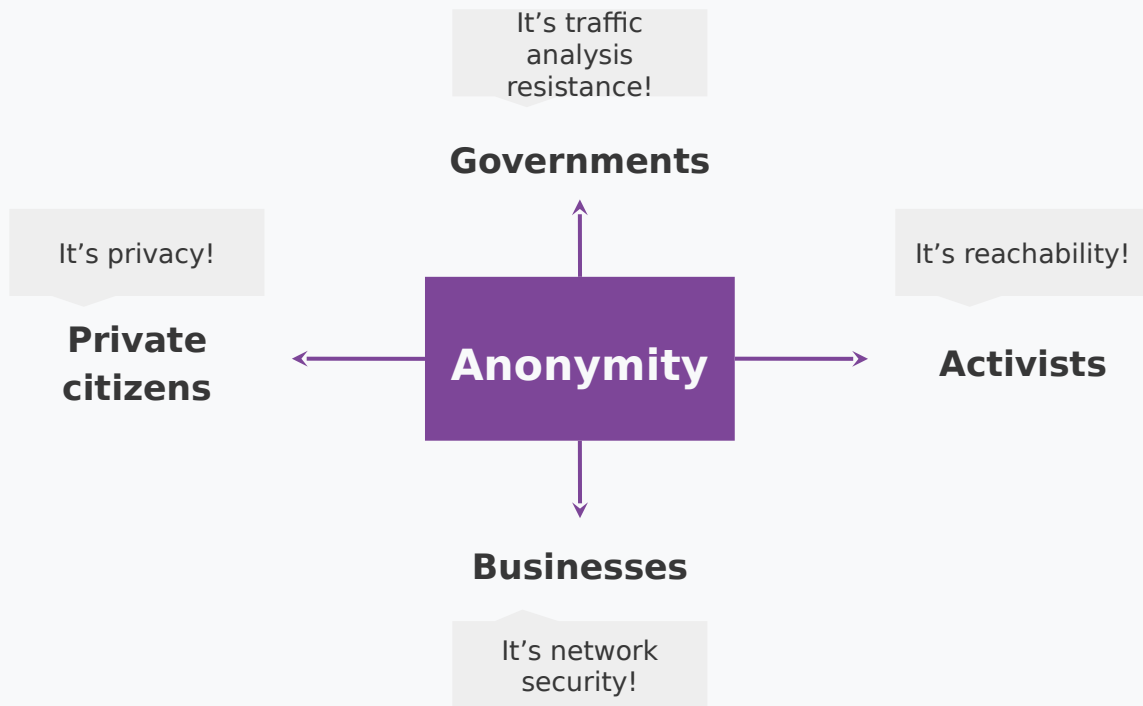 It’s traffic
analysis
resistance!
Governments
It’s privacy!
It’s reachability!
Private
citizens
Anonymity
Activists
Businesses
It’s network
security!